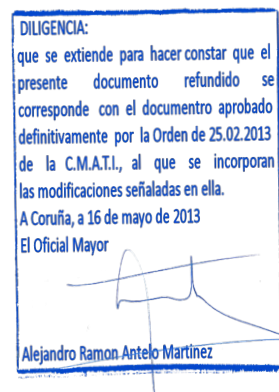 DILIGENCIA:
que se extiende para hacer constar que el
presente documento refundido se
corresponde con el documentro aprobado
definitivamente por la Orden de 25.02.2013
de la C.M.A.T.I., al que se incorporan
las modificaciones señaladas en ella.
A Coruña, a 16 de mayo de 2013
El Oficial Mayor
Alejandro Ramon Antelo Martinez